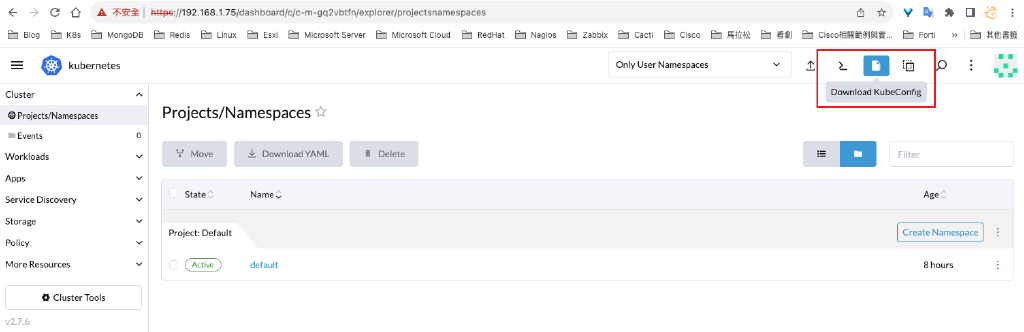 不安全 https://192.168.1.75/dashboard/c/c-m-gq2vbtfn/explorer/projectsnamespaces
Blog K8s MongoDB Redis Linux Esxi Microsoft Server Microsoft Cloud RedHat Nagios Zabbix Cacti Cisco 馬拉松 看劇 Cisco相關範例與實... Forti » 其他書籤
kubernetes Only User Namespaces
Download KubeConfig
Cluster
Projects/Namespaces
Events 0
Workloads
Apps
Service Discovery
Storage
Policy
More Resources
Cluster Tools
v2.7.6
Projects/Namespaces
Move Download YAML Delete Filter
State Name Age
Project: Default Create Namespace
Active default 8 hours